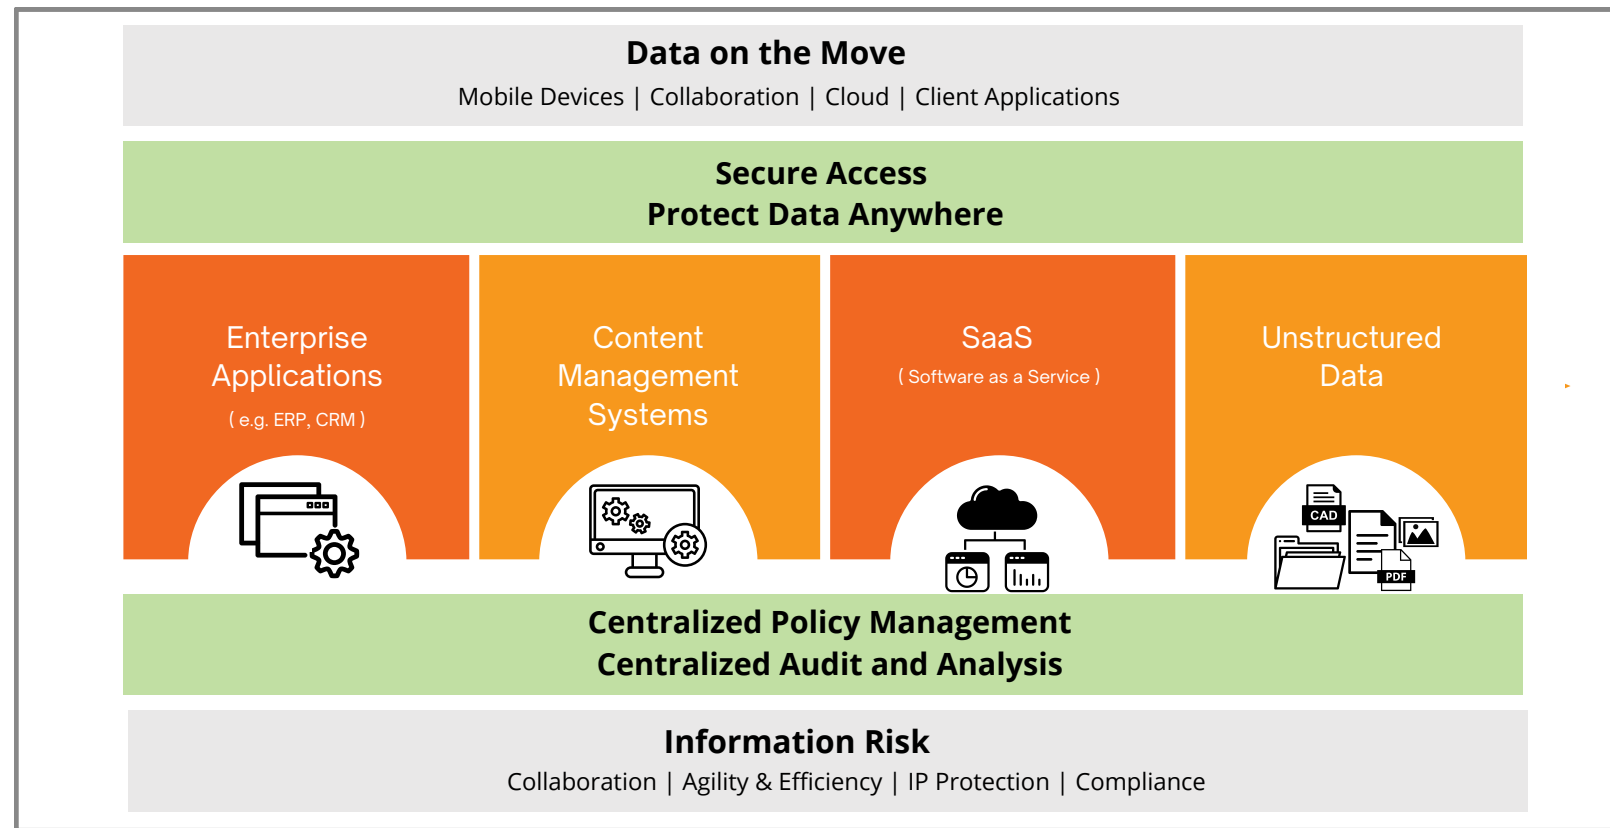 Data on the Move
Mobile Devices | Collaboration | Cloud | Client Applications
Secure Access
Protect Data Anywhere
Enterprise
Applications
( e.g. ERP, CRM )
Content
Management
Systems
SaaS
( Software as a Service )
Unstructured
Data
CAD
PDF
Centralized Policy Management
Centralized Audit and Analysis
Information Risk
Collaboration | Agility & Efficiency | IP Protection | Compliance